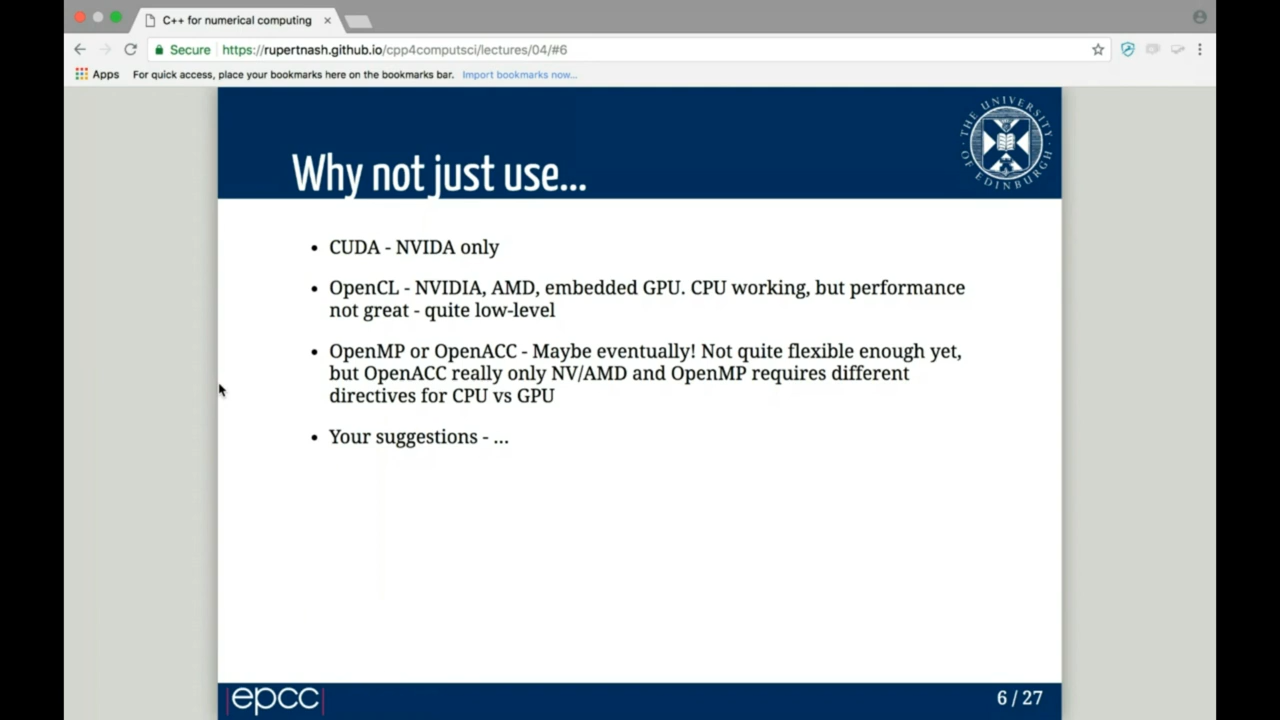 C++ for numerical computing
Secure
https://rupertnash.github.io/cpp4computsci/lectures/04/#6
Apps
For quick access, place your bookmarks here on the bookmarks bar.
Import bookmarks now...
THE UNIVERSITY OF EDINBURGH
Why not just use...
• CUDA - NVIDA only
• OpenCL - NVIDIA, AMD, embedded GPU. CPU working, but performance
not great - quite low-level
• OpenMP or OpenACC - Maybe eventually! Not quite flexible enough yet,
but OpenACC really only NV/AMD and OpenMP requires different
directives for CPU vs GPU
• Your suggestions - ...
epcc
6 / 27